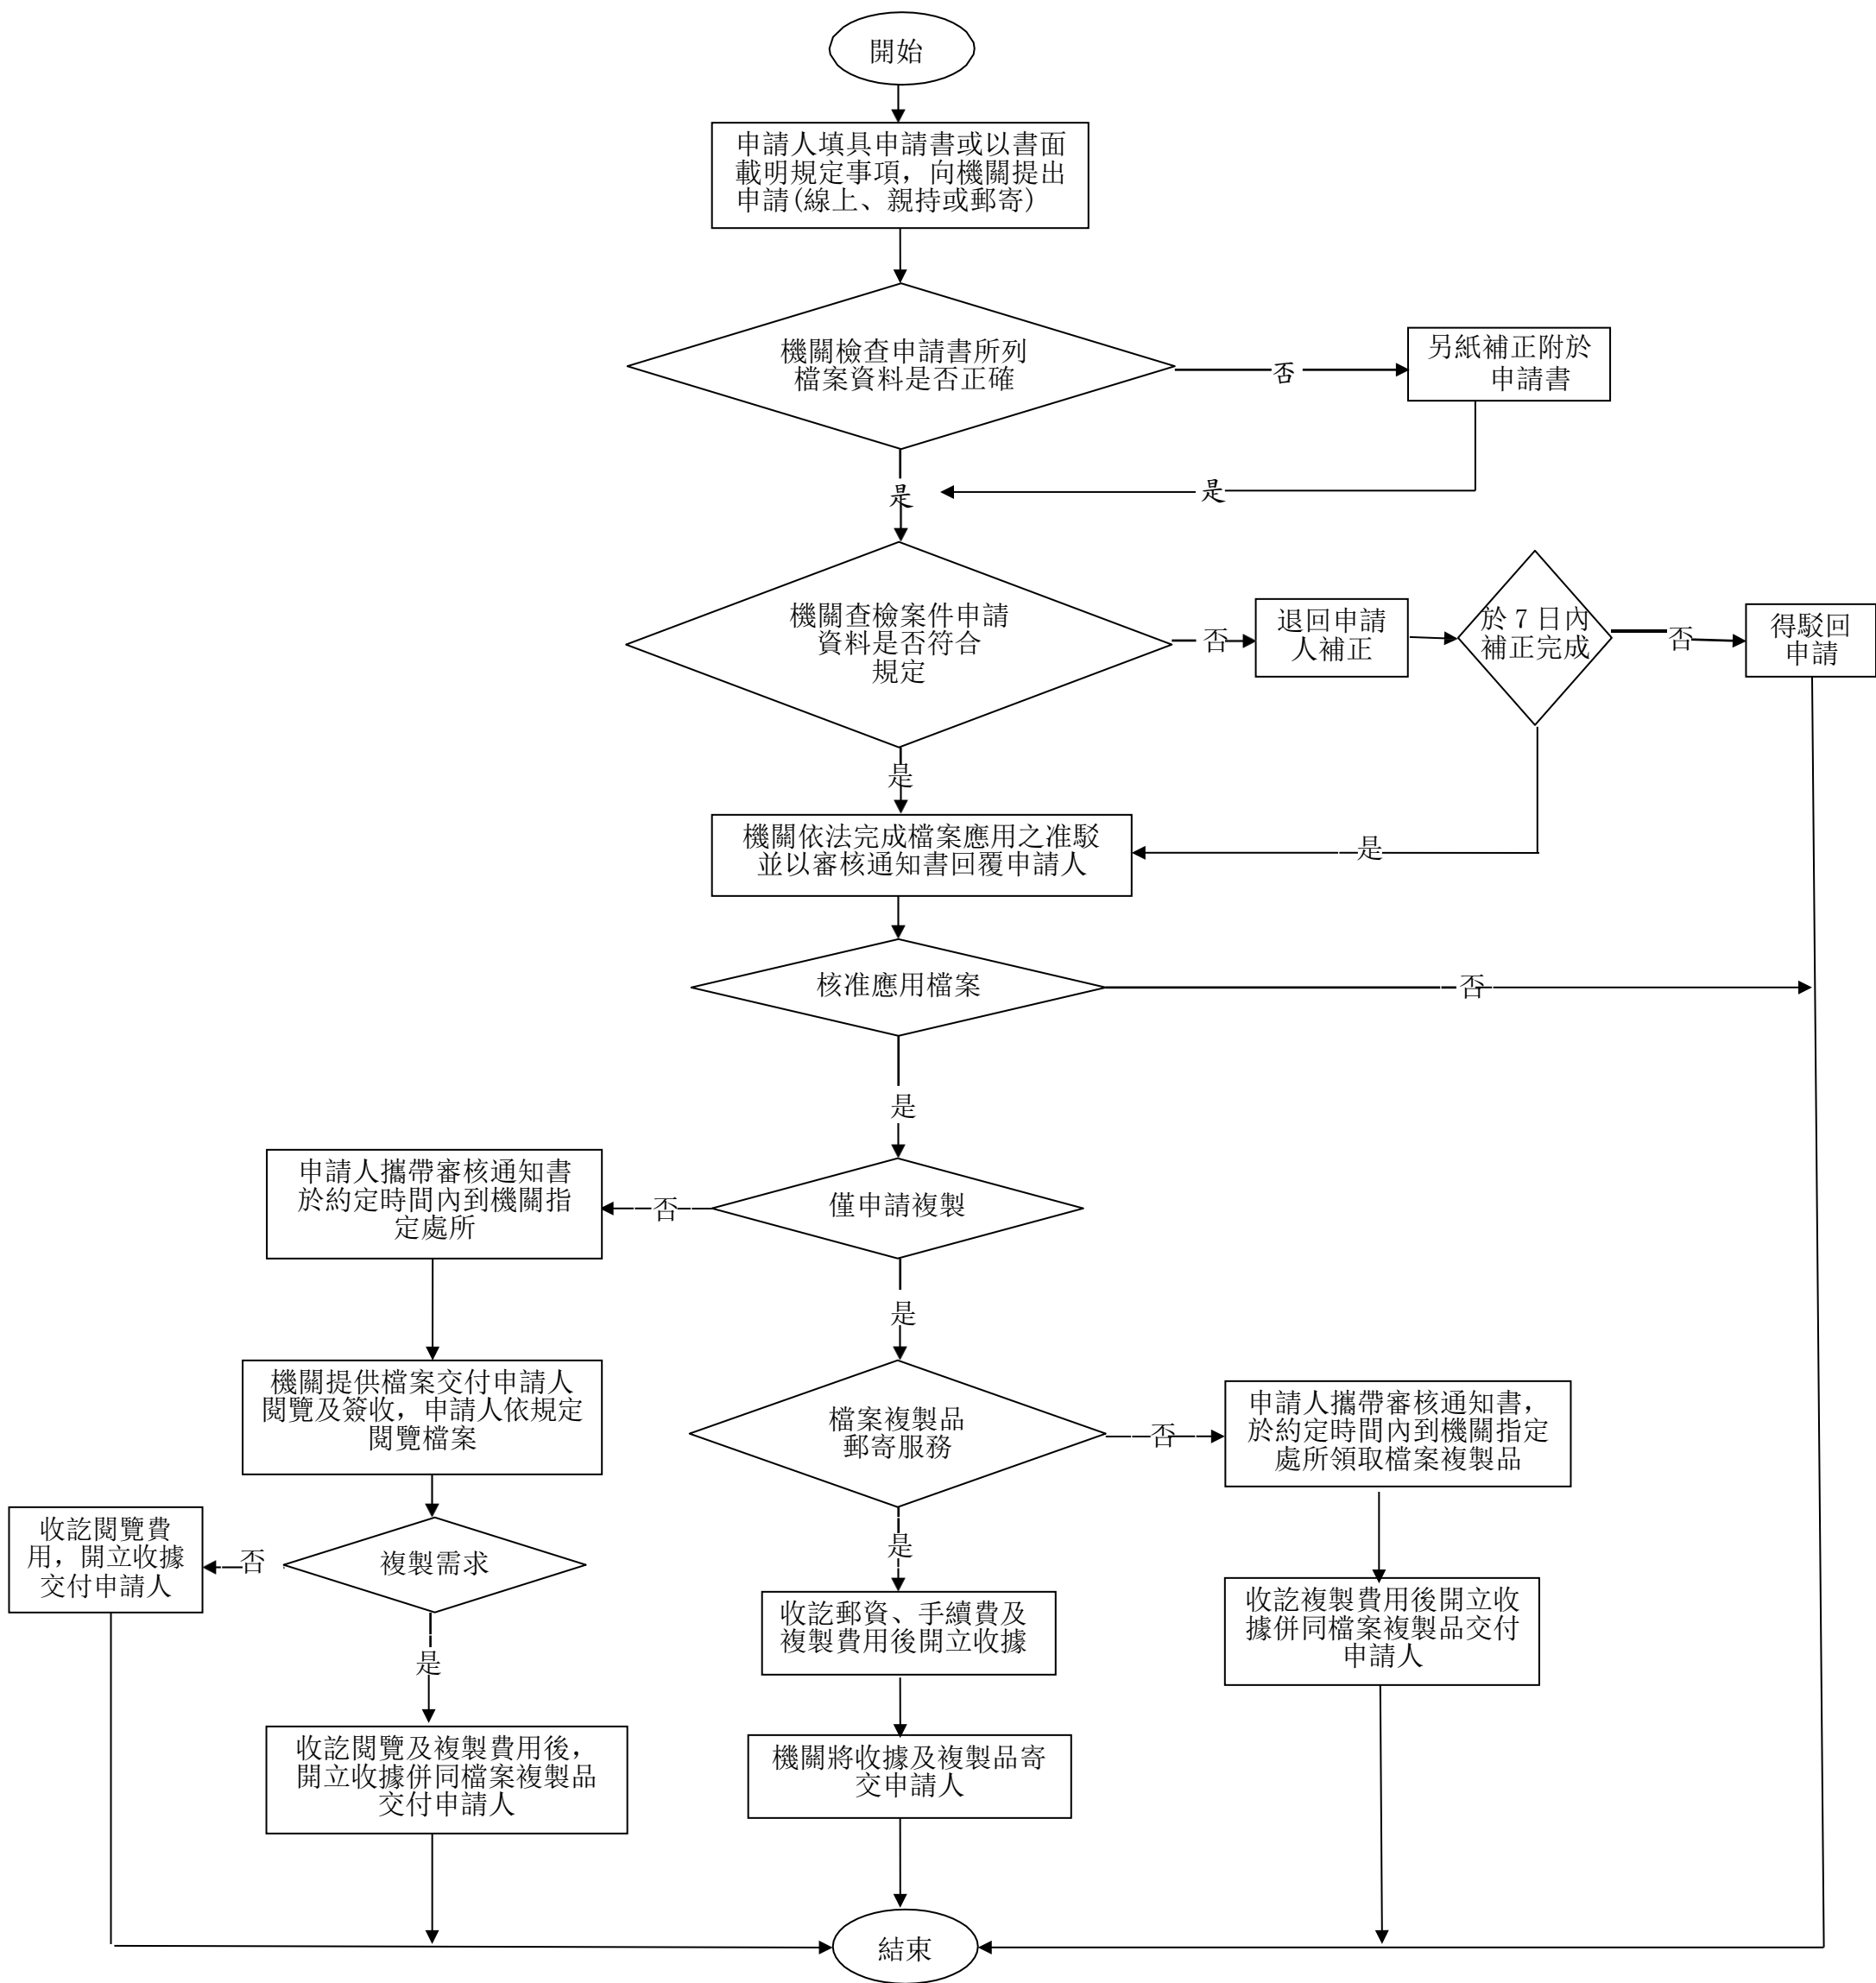 開始
申請人填具申請書或以書面
載明規定事項，向機關提出
申請(線上、親持或郵寄)
機關檢查申請書所列
檔案資料是否正確
否
另紙補正附於
申請書
是
是
機關查檢案件申請
資料是否符合
規定
否
退回申請
人補正
於 7 日內
補正完成
否
得駁回
申請
是
機關依法完成檔案應用之准駁
並以審核通知書回覆申請人
是
核准應用檔案
否
是
申請人攜帶審核通知書
於約定時間內到機關指
定處所
否
僅申請複製
是
機關提供檔案交付申請人
閱覽及簽收，申請人依規定
閱覽檔案
檔案複製品
郵寄服務
否
申請人攜帶審核通知書，
於約定時間內到機關指定
處所領取檔案複製品
收訖閱覽費
用，開立收據
交付申請人
否
複製需求
是
收訖郵資、手續費及
複製費用後開立收據
收訖複製費用後開立收
據併同檔案複製品交付
申請人
是
收訖閱覽及複製費用後，
開立收據併同檔案複製品
交付申請人
機關將收據及複製品寄
交申請人
結束